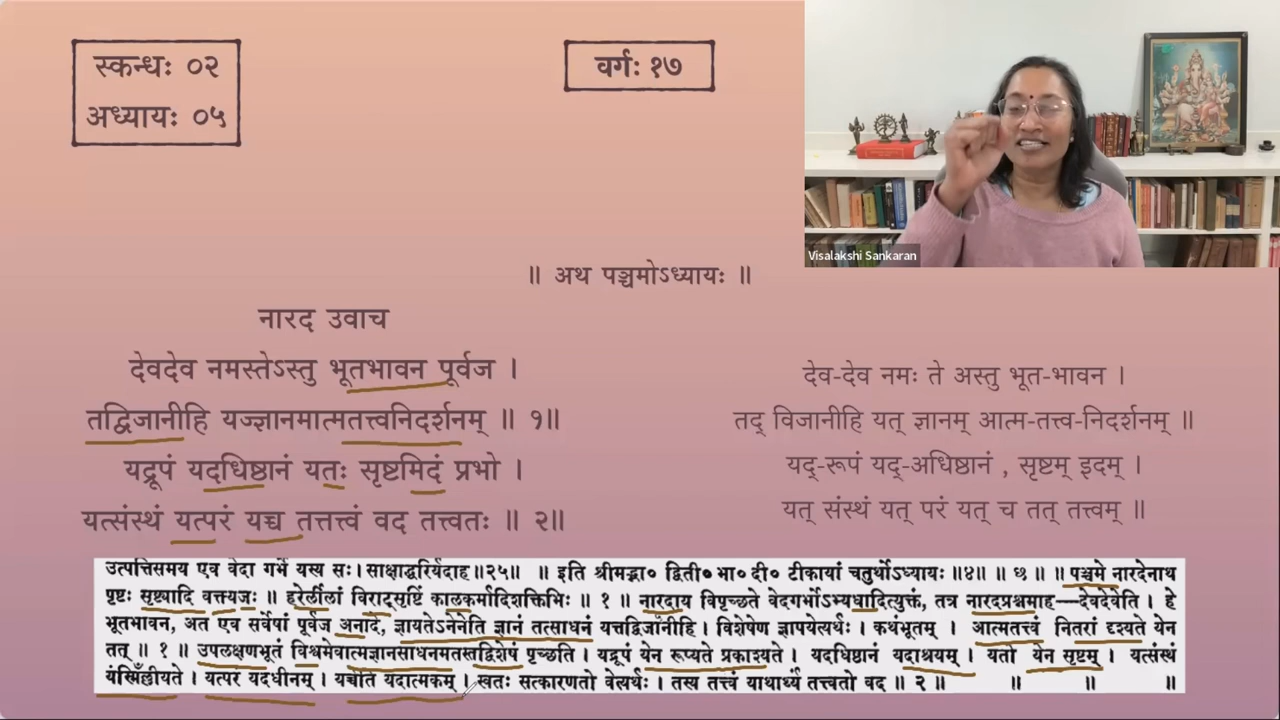 स्कन्धः ०२
अध्यायः ०५
वर्गः १७
Visalakshi Sankaran
॥ अथ पञ्चमोऽध्यायः ॥
नारद उवाच
देवदेव नमस्तेऽस्तु भूतभावन पूर्वज ।
तद्विजानीहि यज्ज्ञानमात्मतत्त्वनिदर्शनम् ॥ १॥
यद्रूपं यदधिष्ठानं यतः सृष्टमिदं प्रभो ।
यत्संस्थं यत्परं यच्च तत्तत्त्वं वद तत्त्वतः ॥ २॥
देव-देव नमः ते अस्तु भूत-भावन ।
तद् विजानीहि यत् ज्ञानम् आत्म-तत्त्व-निदर्शनम् ॥
यद्-रूपं यद्-अधिष्ठानं , सृष्टम् इदम् ।
यत् संस्थं यत् परं यत् च तत् तत्त्वम् ॥
उत्पत्तिसमय एव वेदा गर्भे यस्य सः। साक्षाद्धरिर्यदाह॥२५॥ ॥ इति श्रीमद्भा० द्विती० भा० दी० टीकायां चतुर्थोऽध्यायः ॥४॥ ॥ छ॥ ॥ पञ्चमे नारदेनाथ
पृष्टः सृष्ट्यादि वक्त्यजः ॥ हरेर्लीलां विराट्सृष्टिं कालकर्मादिशक्तिभिः ॥ १ ॥ नारदाय विपृच्छते वेदगर्भोऽभ्यधादित्युक्तं, तत्र नारदप्रश्नमाह—देवदेवेति । हे
भूतभावन, अत एव सर्वेषां पूर्वज अनादे, ज्ञायतेऽनेनेति ज्ञानं तत्साधनं यत्तद्विजानीहि । विशेषेण ज्ञापयेत्यर्थः । कथंभूतम् । आत्मतत्त्वं नितरां दृश्यते येन
तत् ॥ १ ॥ उपलक्षणभूतं विश्वमेवात्मज्ञानसाधनमतस्तद्विशेषं पृच्छति । यद्रूपं येन रूप्यते प्रकाश्यते । यदधिष्ठानं यदाश्रयम् । यतो येन सृष्टम् । यत्संस्थं
यस्मिँल्लीयते । यत्परं यदधीनम् । यच्चेति यदात्मकम् । स्वतः सत्कारणतो वेत्यर्थः । तस्य तत्त्वं याथार्थ्यं तत्त्वतो वद ॥ २ ॥ ॥ ॥ ॥